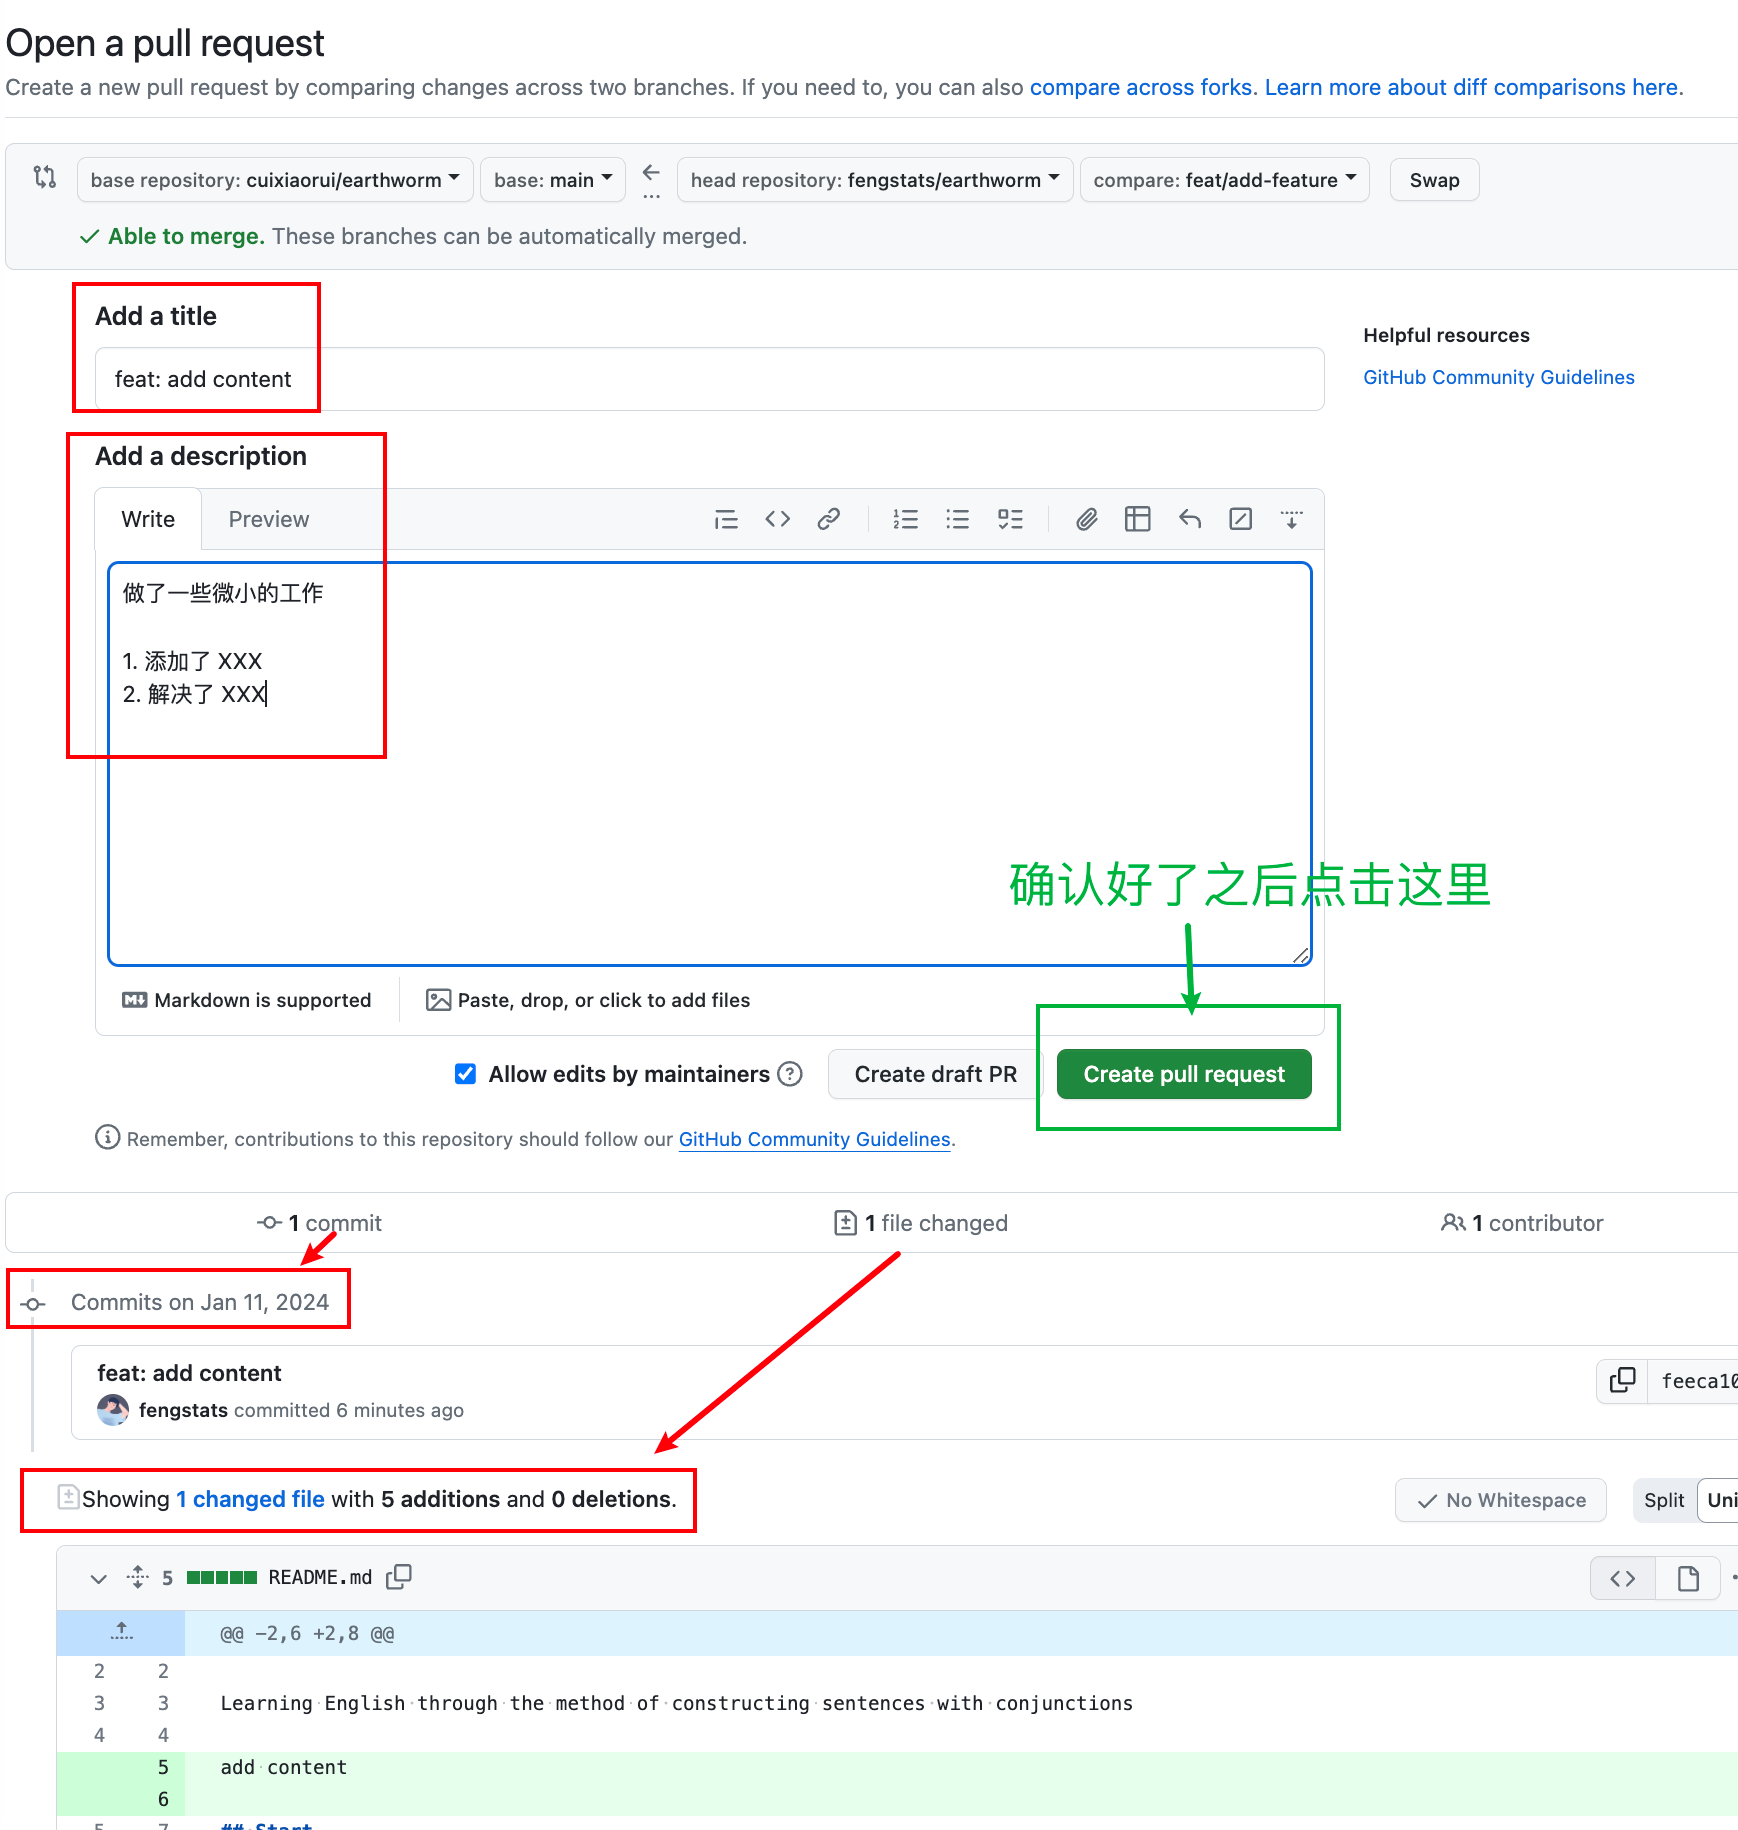 Open a pull request
Create a new pull request by comparing changes across two branches. If you need to, you can also compare across forks. Learn more about diff comparisons here.
base repository: cuixiaorui/earthworm base: main ← ... head repository: fengstats/earthworm compare: feat/add-feature Swap
Able to merge. These branches can be automatically merged.
Add a title
feat: add content
Helpful resources
GitHub Community Guidelines
Add a description
Write Preview
做了一些微小的工作
1. 添加了 XXX
2. 解决了 XXX
确认好了之后点击这里
Markdown is supported Paste, drop, or click to add files
Allow edits by maintainers Create draft PR Create pull request
Remember, contributions to this repository should follow our GitHub Community Guidelines.
1 commit 1 file changed 1 contributor
Commits on Jan 11, 2024
feat: add content
fengstats committed 6 minutes ago
feeca10
Showing 1 changed file with 5 additions and 0 deletions.
No Whitespace Split Uni
5 README.md
@@ -2,6 +2,8 @@
2 2
3 3 Learning English through the method of constructing sentences with conjunctions
4 4
5 add content
6
5 7 ## Start